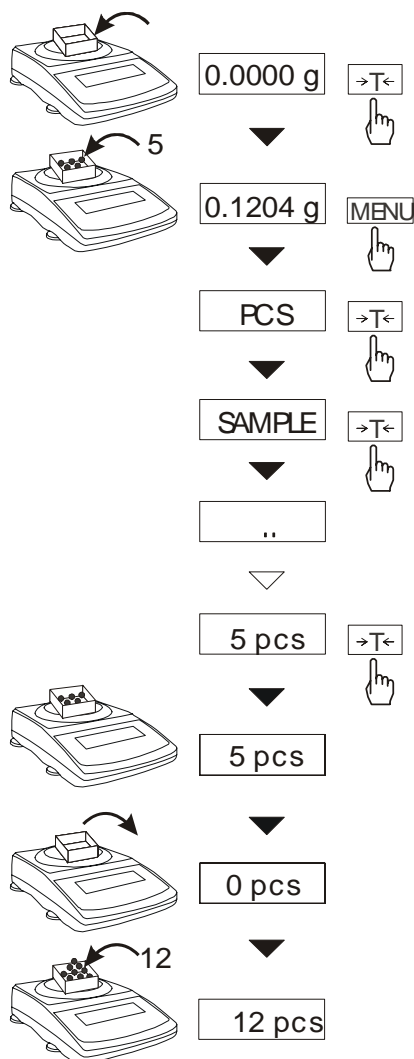 0.0000 g →T←
5
0.1204 g MENU
PCS →T←
SAMPLE →T←
..
5 pcs →T←
5 pcs
0 pcs
12
12 pcs